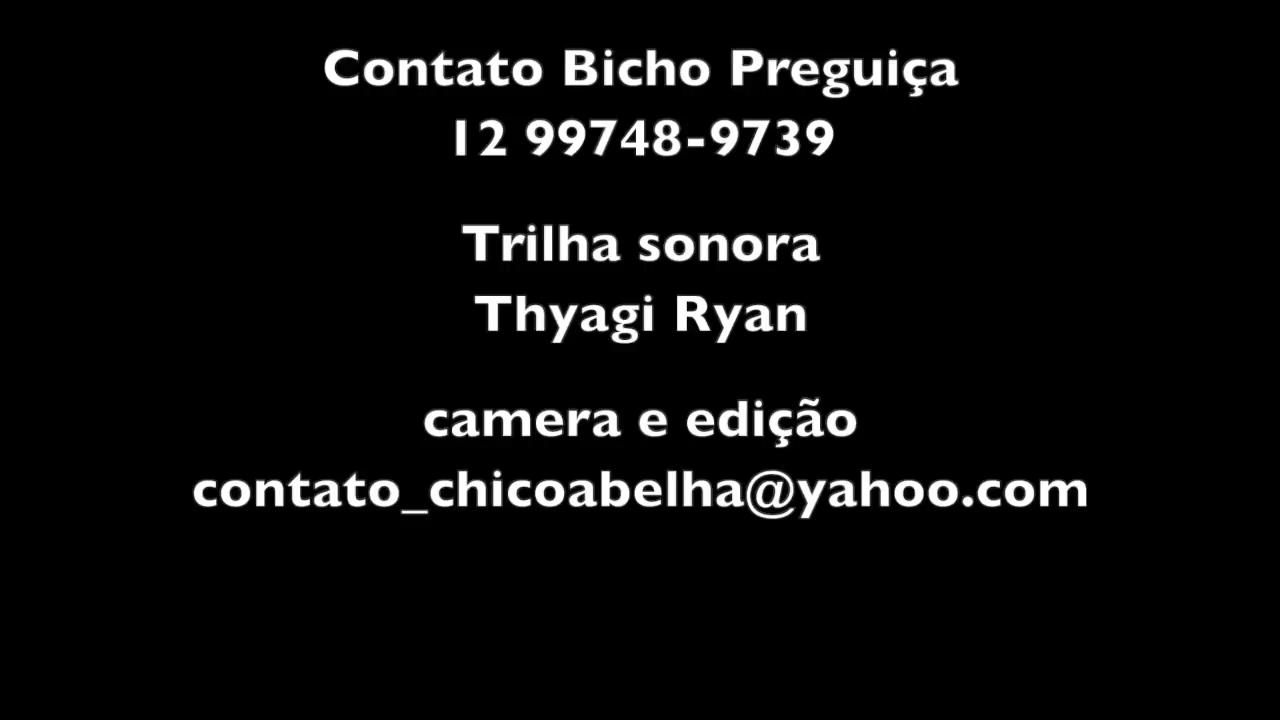 Contato Bicho Preguiça
12 99748-9739
Trilha sonora
Thyagi Ryan
camera e edição
contato_chicoabelha@yahoo.com